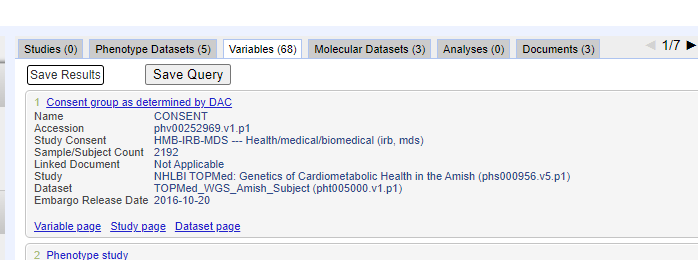 Studies (0) Phenotype Datasets (5) Variables (68) Molecular Datasets (3) Analyses (0) Documents (3) 1/7
Save Results Save Query
1 Consent group as determined by DAC
Name CONSENT
Accession phv00252969.v1.p1
Study Consent HMB-IRB-MDS --- Health/medical/biomedical (irb, mds)
Sample/Subject Count 2192
Linked Document Not Applicable
Study NHLBI TOPMed: Genetics of Cardiometabolic Health in the Amish (phs000956.v5.p1)
Dataset TOPMed_WGS_Amish_Subject (pht005000.v1.p1)
Embargo Release Date 2016-10-20
Variable page Study page Dataset page
2 Phenotype study